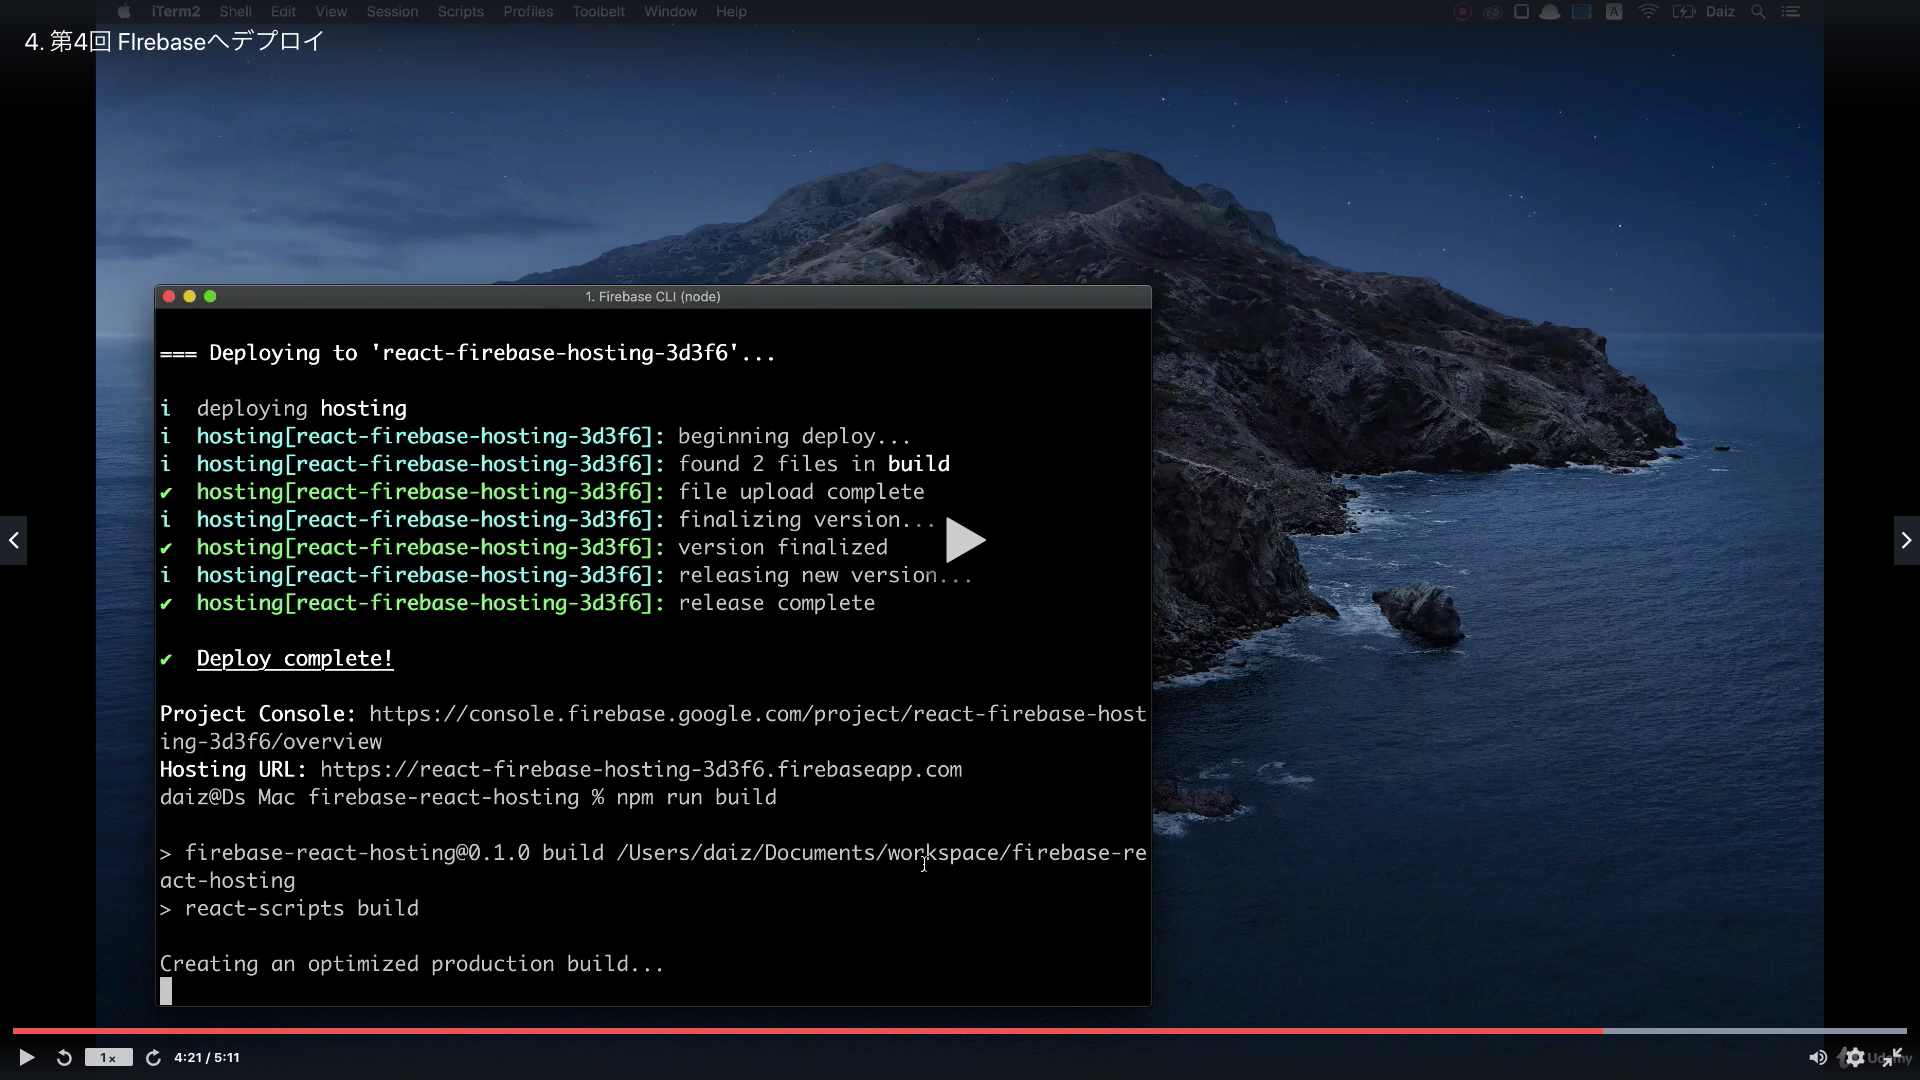 iTerm2 Shell Edit View Session Scripts Profiles Toolbelt Window Help A Daiz
4. 第4回 FIrebaseへデプロイ
1. Firebase CLI (node)
=== Deploying to 'react-firebase-hosting-3d3f6'...
i deploying hosting
i hosting[react-firebase-hosting-3d3f6]: beginning deploy...
i hosting[react-firebase-hosting-3d3f6]: found 2 files in build
✔ hosting[react-firebase-hosting-3d3f6]: file upload complete
i hosting[react-firebase-hosting-3d3f6]: finalizing version...
✔ hosting[react-firebase-hosting-3d3f6]: version finalized
i hosting[react-firebase-hosting-3d3f6]: releasing new version...
✔ hosting[react-firebase-hosting-3d3f6]: release complete
✔ Deploy complete!
Project Console: https://console.firebase.google.com/project/react-firebase-host
ing-3d3f6/overview
Hosting URL: https://react-firebase-hosting-3d3f6.firebaseapp.com
daiz@Ds Mac firebase-react-hosting % npm run build
> firebase-react-hosting@0.1.0 build /Users/daiz/Documents/workspace/firebase-re
act-hosting
> react-scripts build
Creating an optimized production build...
1x 4:21 / 5:11 Udemy